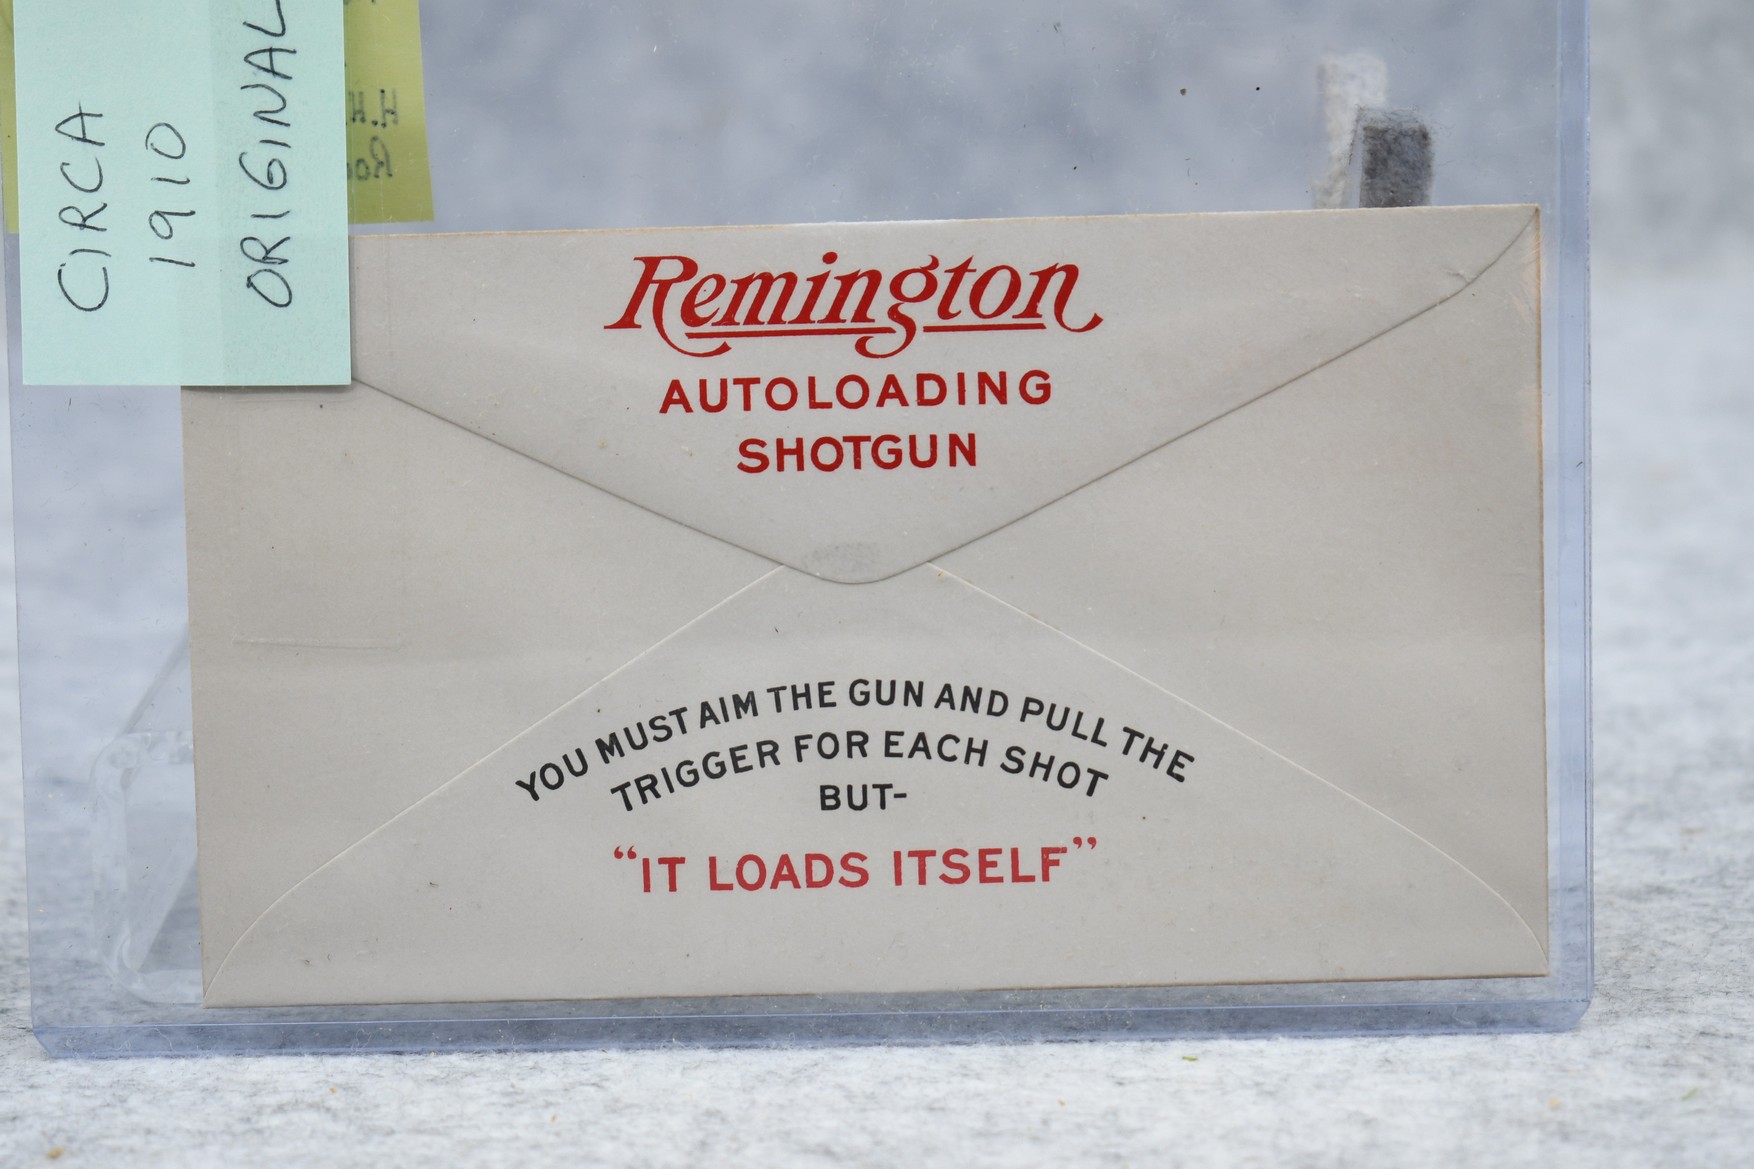 CIRCA
1910
ORIGINAL
H.H.
Remington
AUTOLOADING
SHOTGUN
YOU MUST AIM THE GUN AND PULL THE
TRIGGER FOR EACH SHOT
BUT-
"IT LOADS ITSELF"